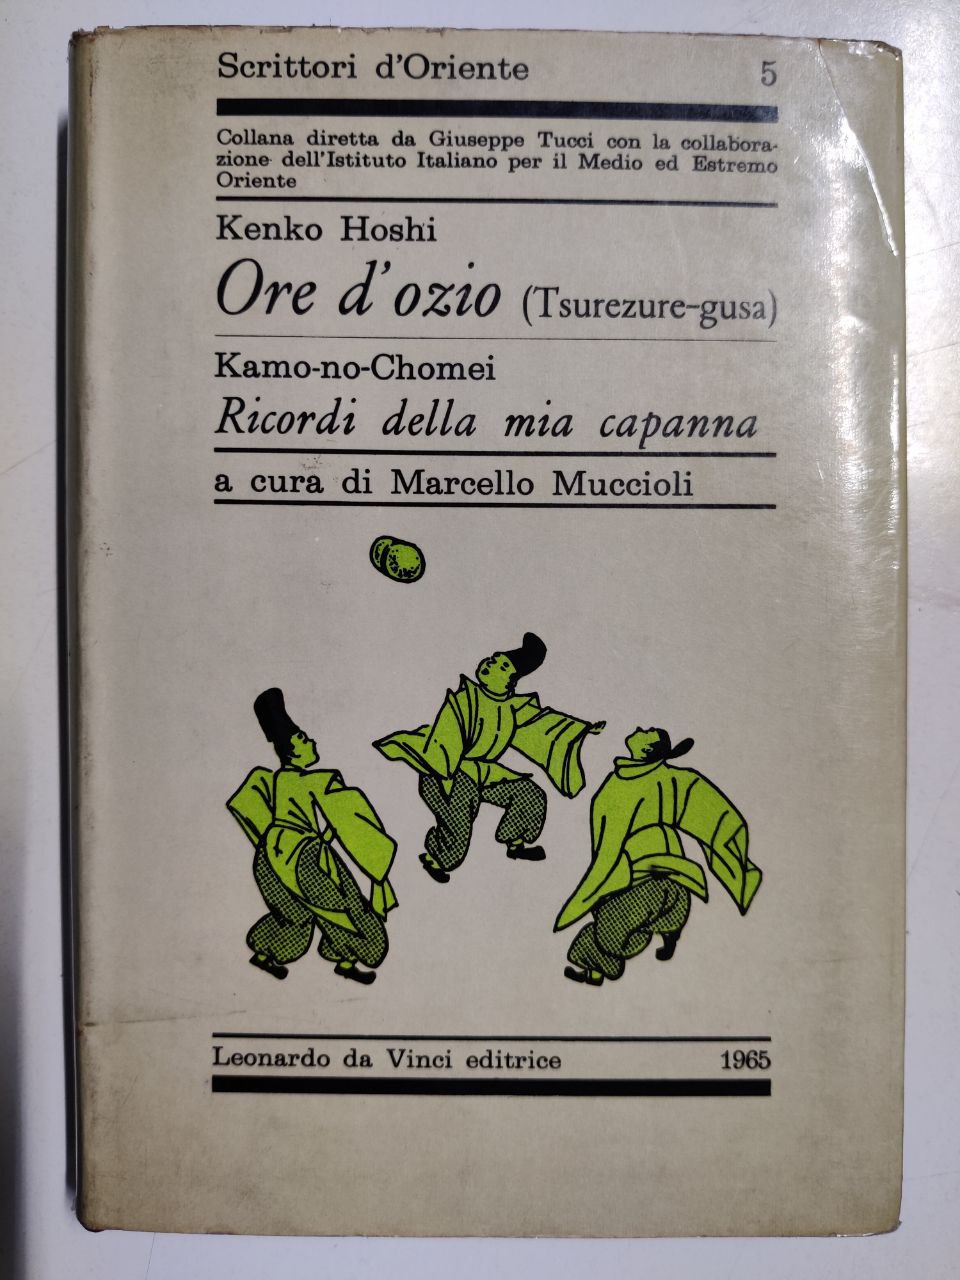 Scrittori d'Oriente 5
Collana diretta da Giuseppe Tucci con la collabora-
zione dell'Istituto Italiano per il Medio ed Estremo
Oriente
Kenko Hoshi
Ore d'ozio (Tsurezure-gusa)
Kamo-no-Chomei
Ricordi della mia capanna
a cura di Marcello Muccioli
Leonardo da Vinci editrice 1965